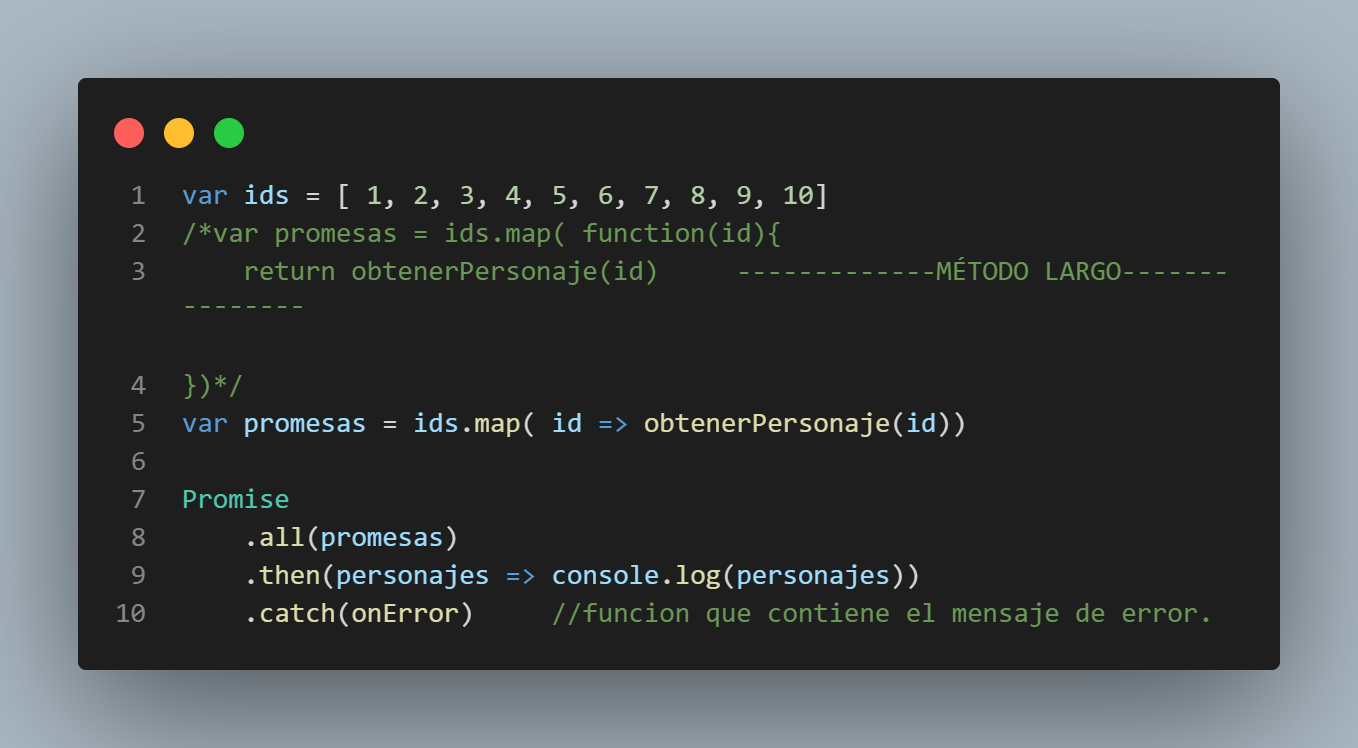 1 var ids = [ 1, 2, 3, 4, 5, 6, 7, 8, 9, 10]
2 /*var promesas = ids.map( function(id){
3     return obtenerPersonaje(id)     -------------MÉTODO LARGO-------
--------
4 })*/
5 var promesas = ids.map( id => obtenerPersonaje(id))
6
7 Promise
8     .all(promesas)
9     .then(personajes => console.log(personajes))
10     .catch(onError)     //funcion que contiene el mensaje de error.